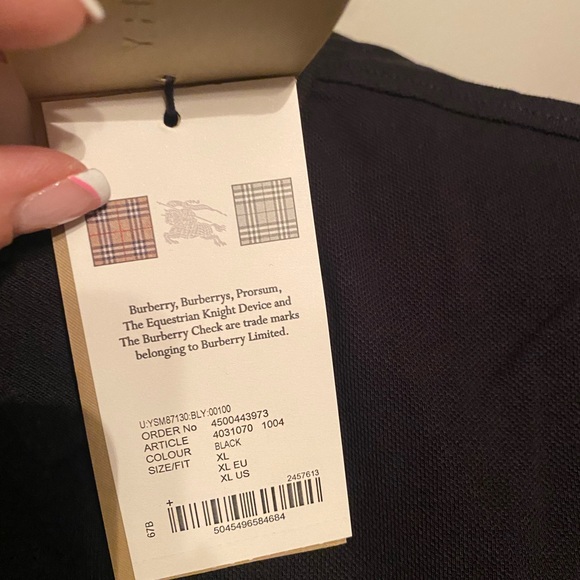 Burberry, Burberrys, Prorsum,
The Equestrian Knight Device and
The Burberry Check are trade marks
belonging to Burberry Limited.
U:YSM87130:BLY:00100
ORDER No 4500443973
ARTICLE 4031070 1004
COLOUR BLACK
SIZE/FIT XL
XL EU
XL US
2457613
67B
5045496584684